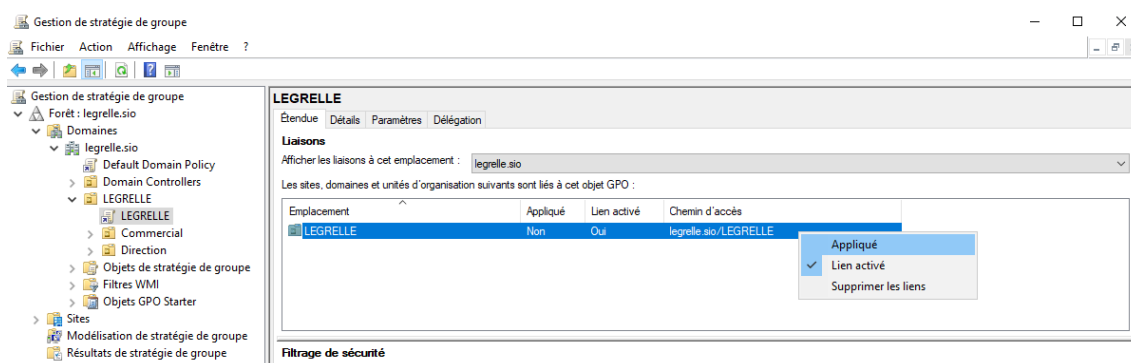 Gestion de stratégie de groupe
Fichier Action Affichage Fenêtre ?
Gestion de stratégie de groupe
Forêt : legrelle.sio
Domaines
legrelle.sio
Default Domain Policy
Domain Controllers
LEGRELLE
LEGRELLE
Commercial
Direction
Objets de stratégie de groupe
Filtres WMI
Objets GPO Starter
Sites
Modélisation de stratégie de groupe
Résultats de stratégie de groupe
LEGRELLE
Étendue Détails Paramètres Délégation
Liaisons
Afficher les liaisons à cet emplacement : legrelle.sio
Les sites, domaines et unités d'organisation suivants sont liés à cet objet GPO :
Emplacement Appliqué Lien activé Chemin d'accès
LEGRELLE Non Oui legrelle.sio/LEGRELLE
Appliqué
Lien activé
Supprimer les liens
Filtrage de sécurité